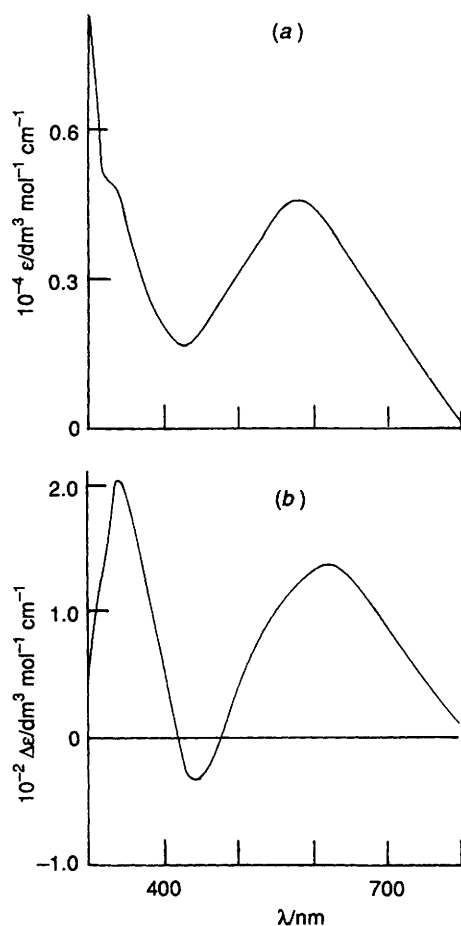 (a)
10⁻⁴ ε/dm³ mol⁻¹ cm⁻¹
0.6
0.3
0
(b)
10⁻² Δε/dm³ mol⁻¹ cm⁻¹
2.0
1.0
0
−1.0
400
700
λ/nm